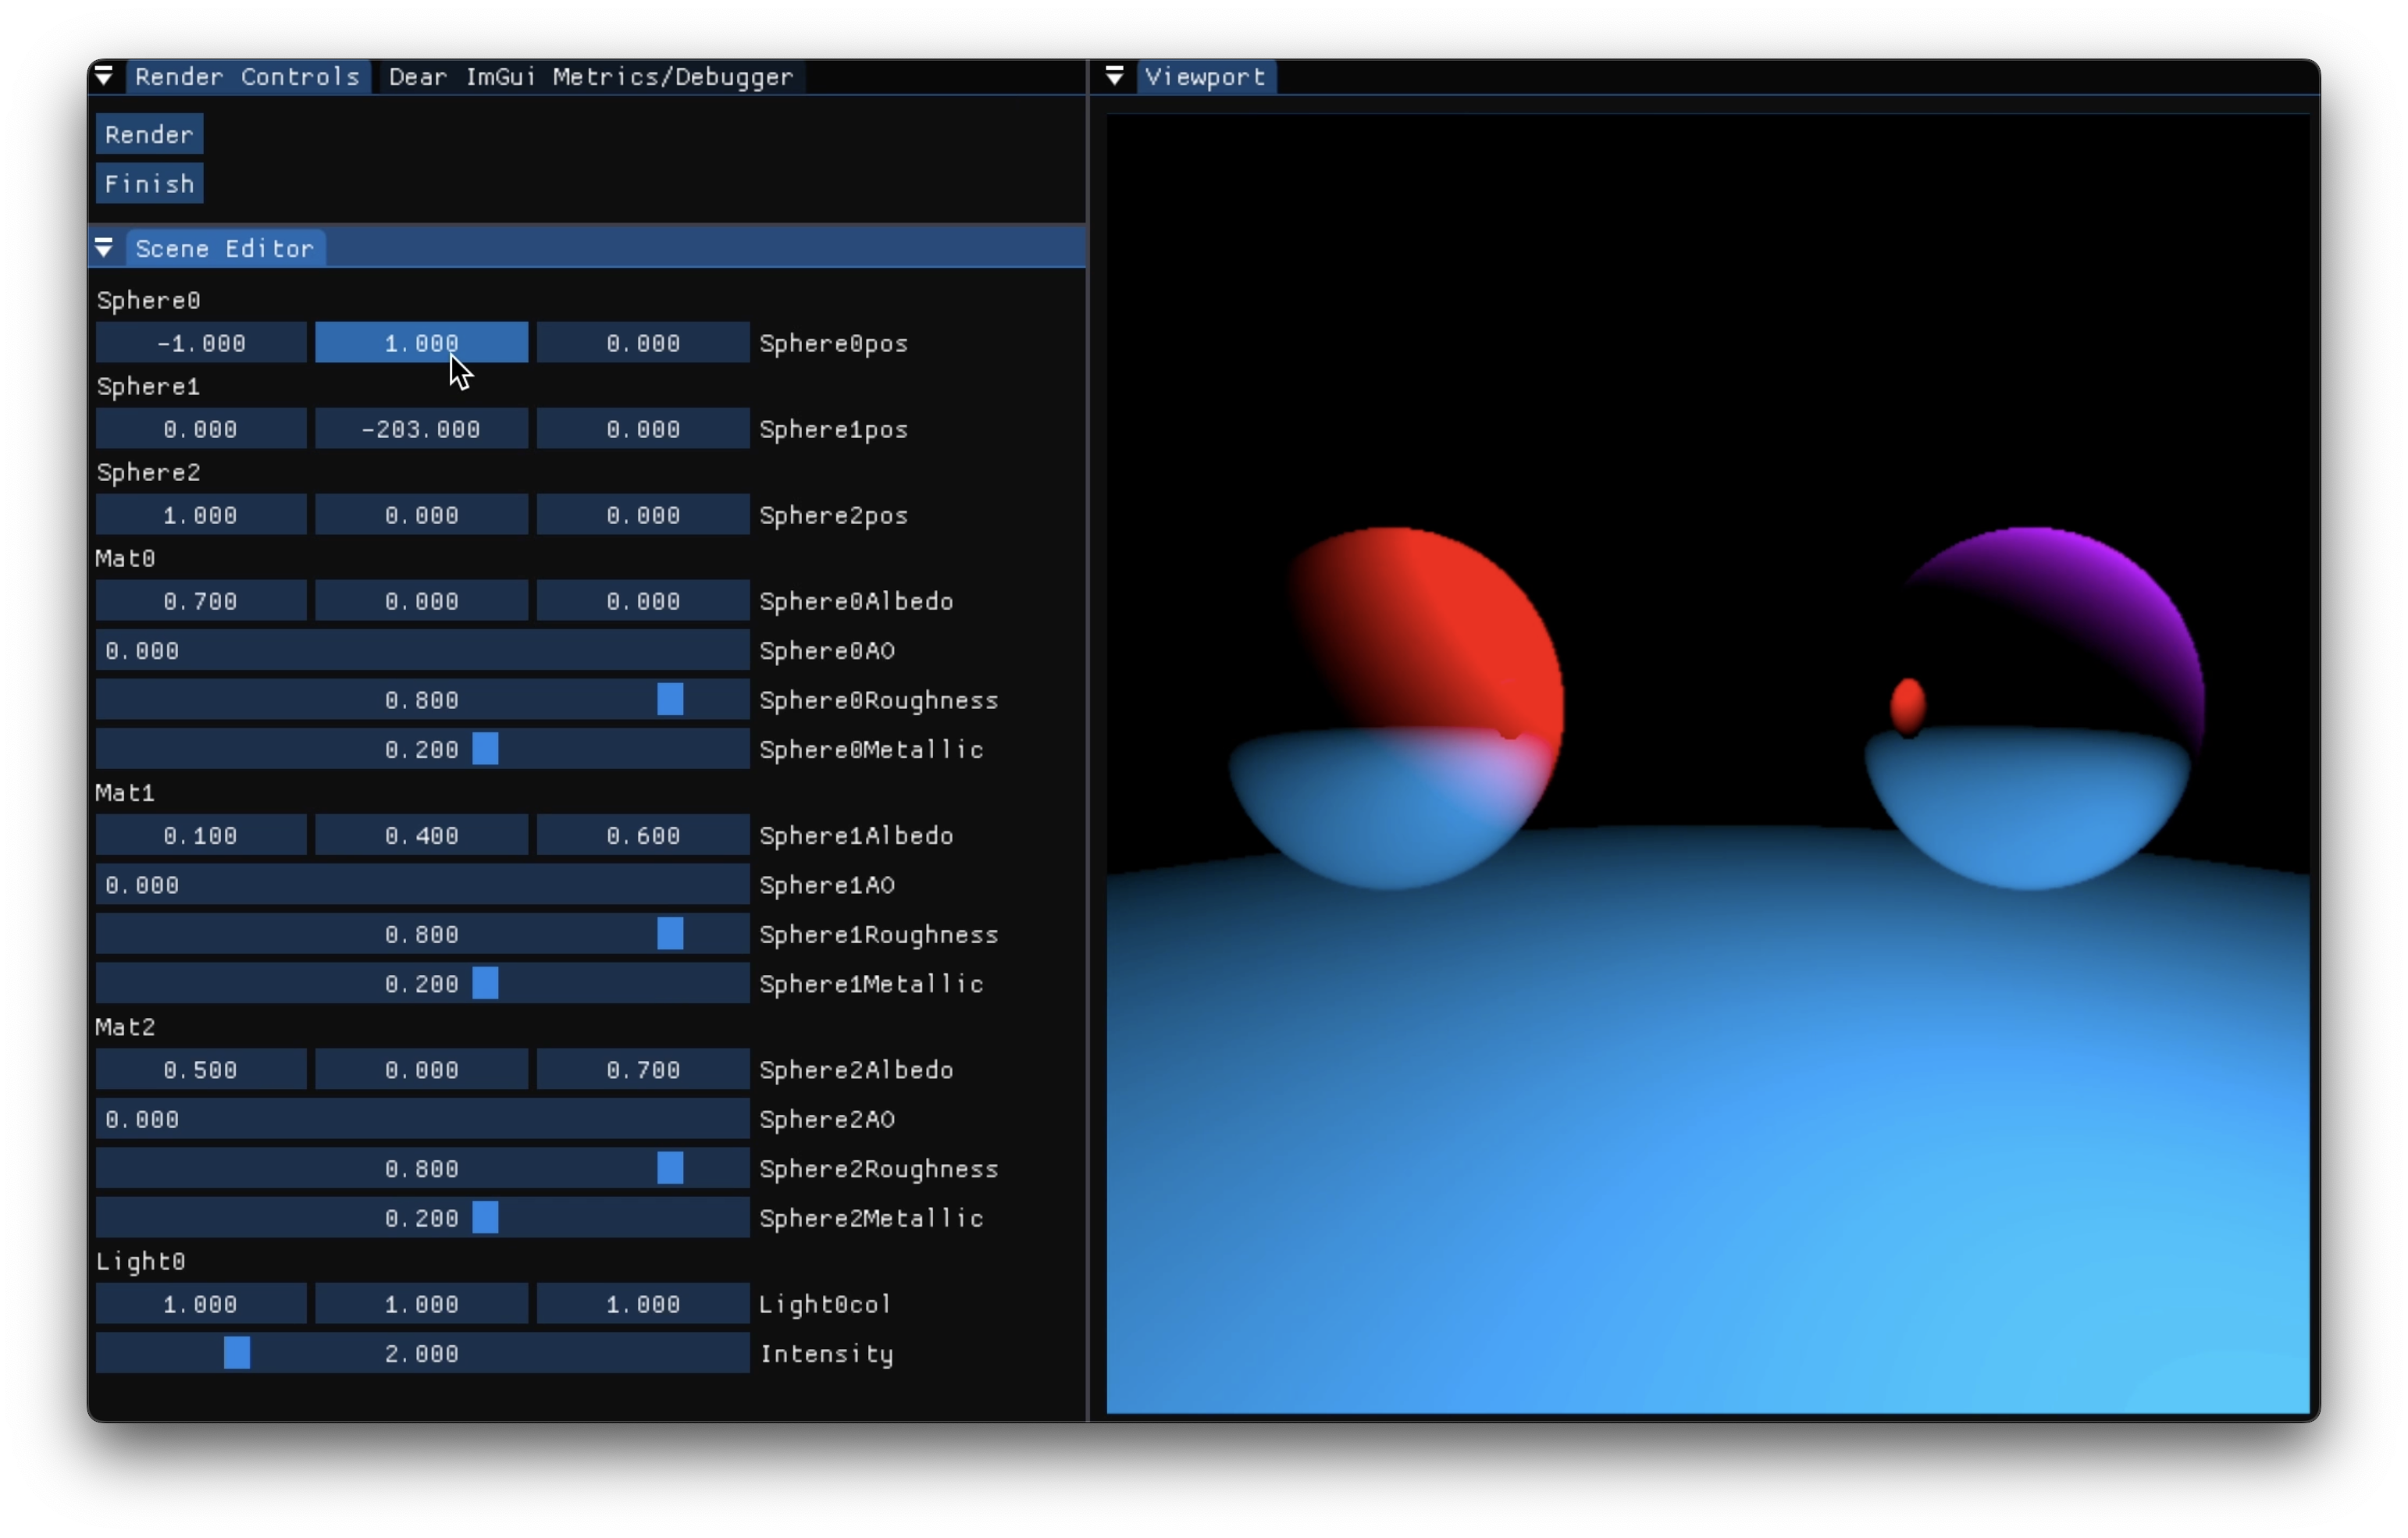 Render Controls Dear ImGui Metrics/Debugger
Render
Finish
Scene Editor
Sphere0
-1.000 1.000 0.000 Sphere0pos
Sphere1
0.000 -203.000 0.000 Sphere1pos
Sphere2
1.000 0.000 0.000 Sphere2pos
Mat0
0.700 0.000 0.000 Sphere0Albedo
0.000 Sphere0AO
0.800 Sphere0Roughness
0.200 Sphere0Metallic
Mat1
0.100 0.400 0.600 Sphere1Albedo
0.000 Sphere1AO
0.800 Sphere1Roughness
0.200 Sphere1Metallic
Mat2
0.500 0.000 0.700 Sphere2Albedo
0.000 Sphere2AO
0.800 Sphere2Roughness
0.200 Sphere2Metallic
Light0
1.000 1.000 1.000 Light0col
2.000 Intensity
Viewport